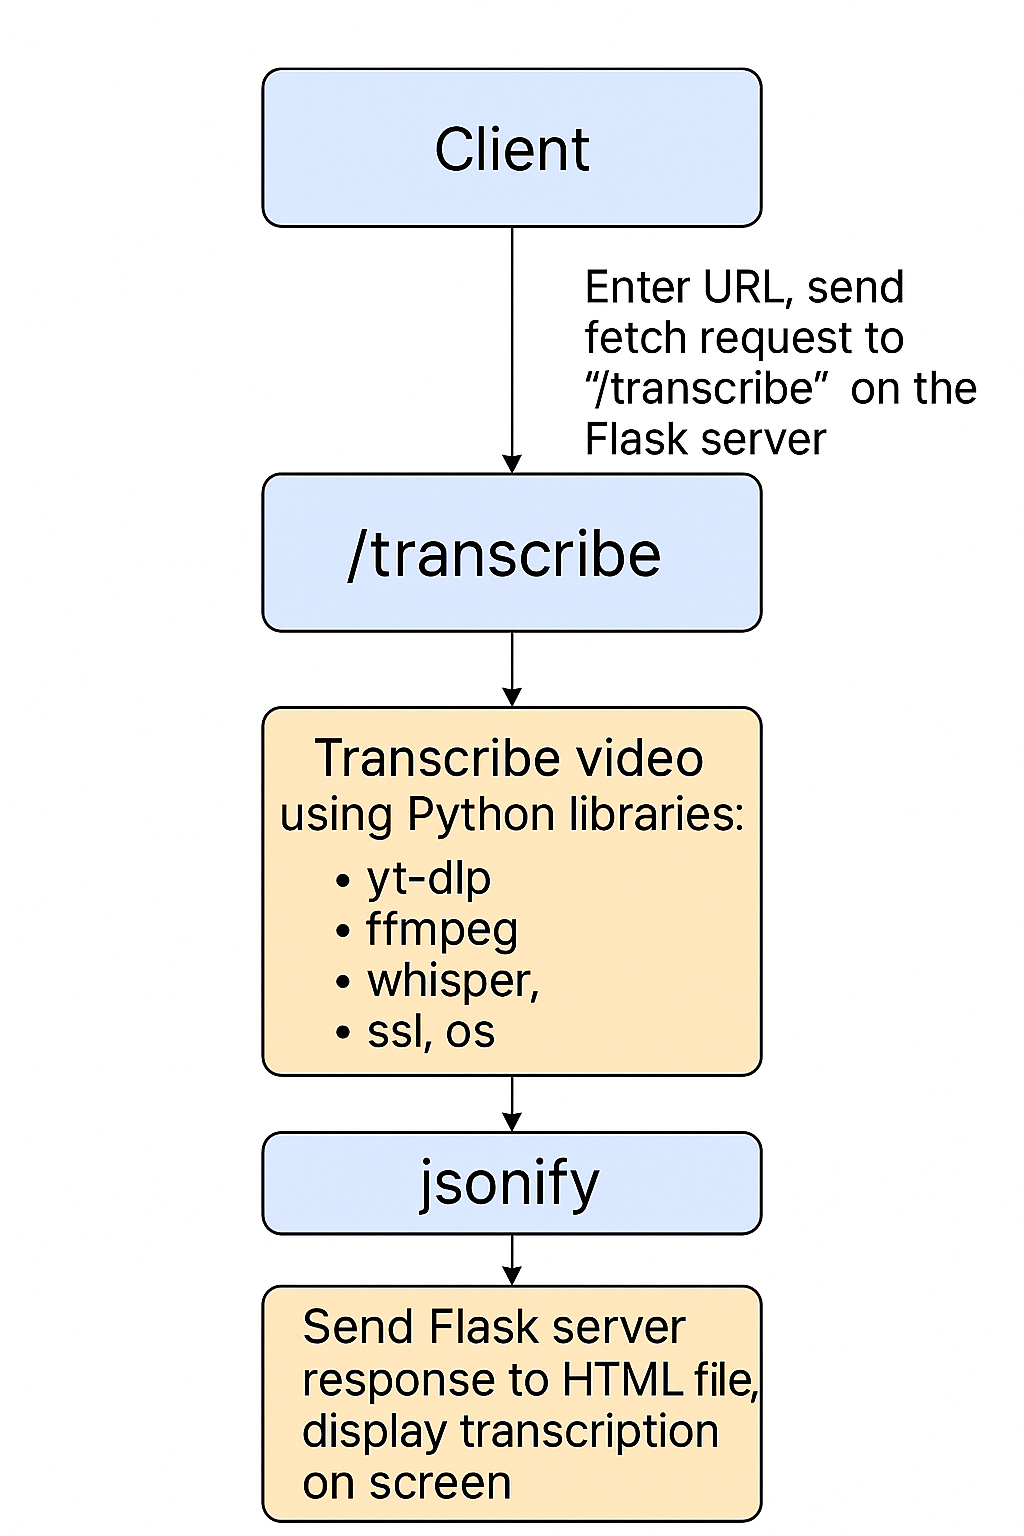 Client
Enter URL, send
fetch request to
“/transcribe” on the
Flask server
/transcribe
Transcribe video
using Python libraries:
• yt-dlp
• ffmpeg
• whisper,
• ssl, os
jsonify
Send Flask server
response to HTML file,
display transcription
on screen